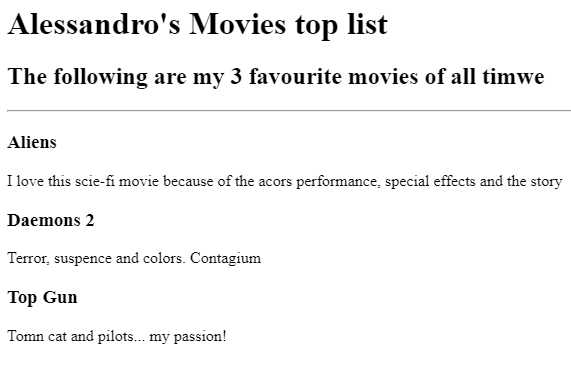 Alessandro's Movies top list
The following are my 3 favourite movies of all timwe
Aliens
I love this scie-fi movie because of the acors performance, special effects and the story
Daemons 2
Terror, suspence and colors. Contagium
Top Gun
Tomn cat and pilots... my passion!